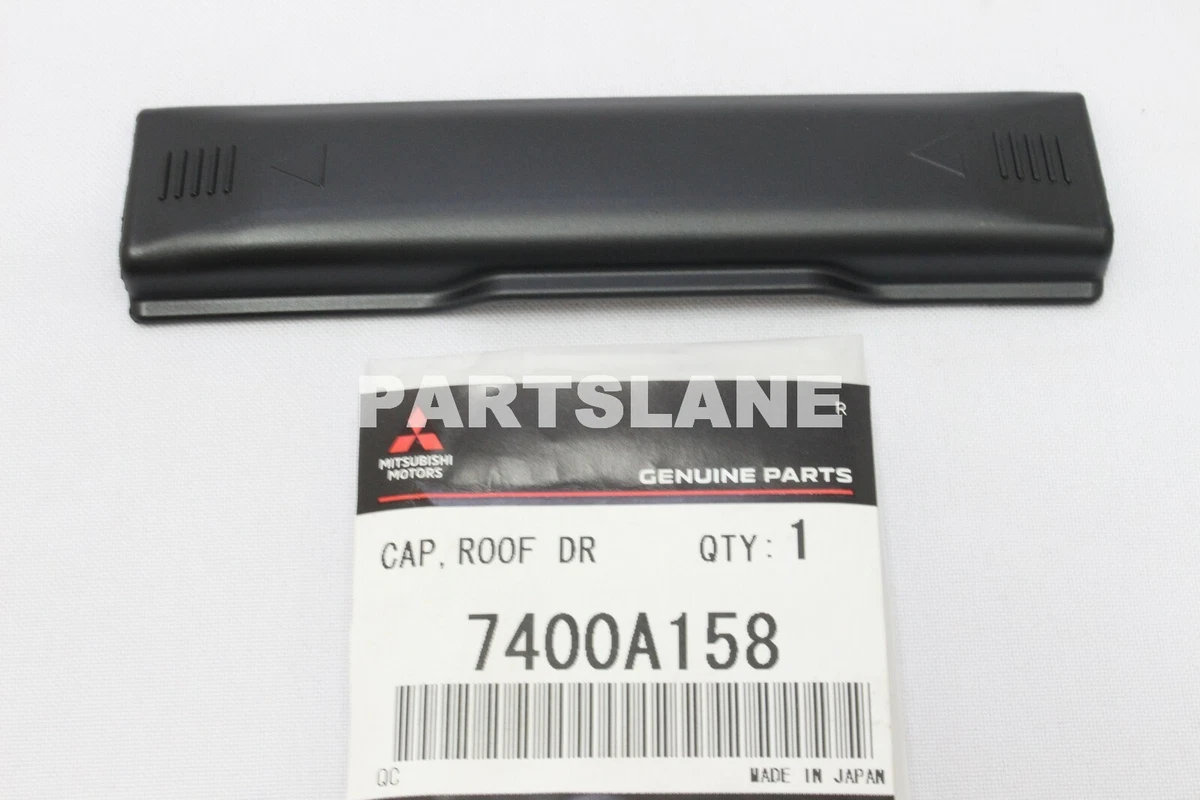 PARTSLANE
R
MITSUBISHI
MOTORS
GENUINE PARTS
CAP, ROOF DR QTY: 1
7400A158
QC MADE IN JAPAN